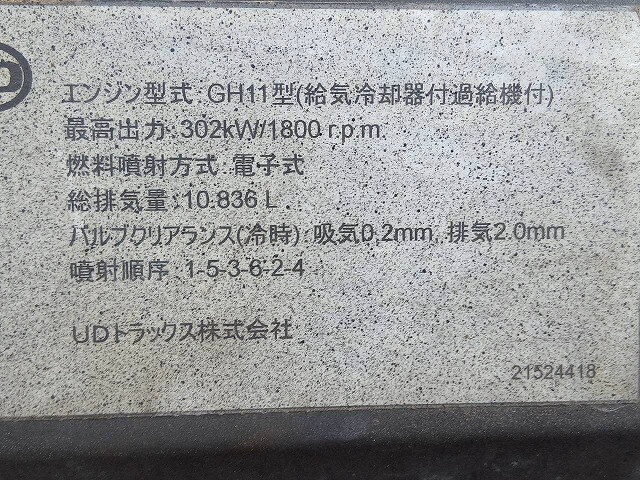 エンジン型式 : GH11型(給気冷却器付過給機付)
最高出力 : 302kW/1800 r.p.m.
燃料噴射方式 : 電子式
総排気量 : 10.836 L
バルブクリアランス(冷時) : 吸気0.2mm, 排気2.0mm
噴射順序 : 1-5-3-6-2-4
UDトラックス株式会社
21524418